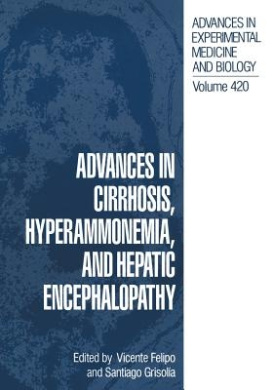 ADVANCES IN
EXPERIMENTAL
MEDICINE
AND BIOLOGY
Volume 420
ADVANCES IN
CIRRHOSIS,
HYPERAMMONEMIA,
AND HEPATIC
ENCEPHALOPATHY
Edited by Vicente Felipo
and Santiago Grisolia